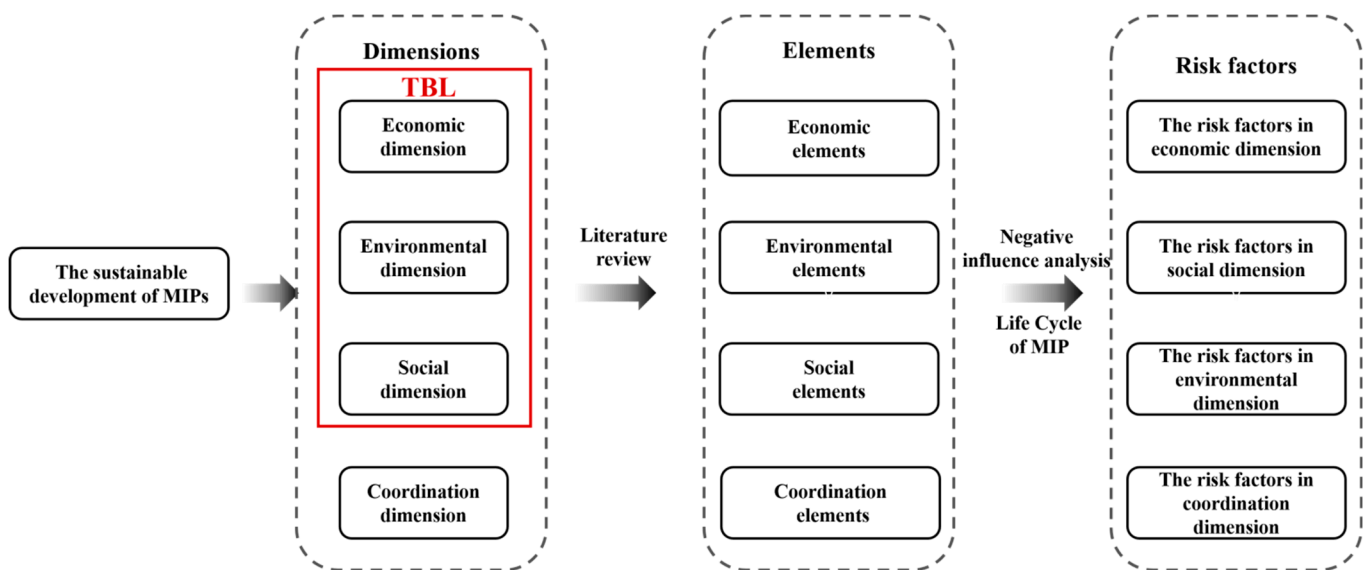 The sustainable
development of MIPs
Dimensions
TBL
Economic
dimension
Environmental
dimension
Social
dimension
Coordination
dimension
Literature
review
Elements
Economic
elements
Environmental
elements
Social
elements
Coordination
elements
Negative
influence analysis
Life Cycle
of MIP
Risk factors
The risk factors in
economic dimension
The risk factors in
social dimension
The risk factors in
environmental
dimension
The risk factors in
coordination
dimension